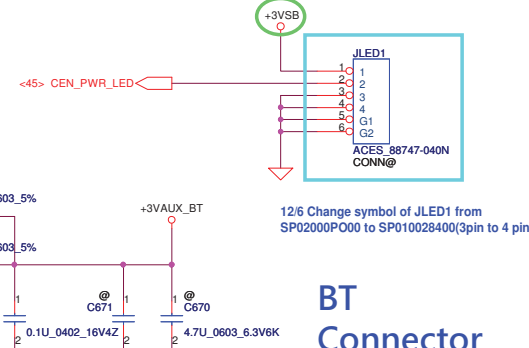 +3VSB
JLED1
<45> CEN_PWR_LED
1 1
2 2
3 3
4 4
5 G1
6 G2
ACES_88747-040N
CONN@
603_5%
+3VAUX_BT
12/6 Change symbol of JLED1 from
SP02000PO00 to SP010028400(3pin to 4 pin
603_5%
1 @ 1 @ 1
C671 C670
0.1U_0402_16V4Z 4.7U_0603_6.3V6K
2 2 2
BT
Connector